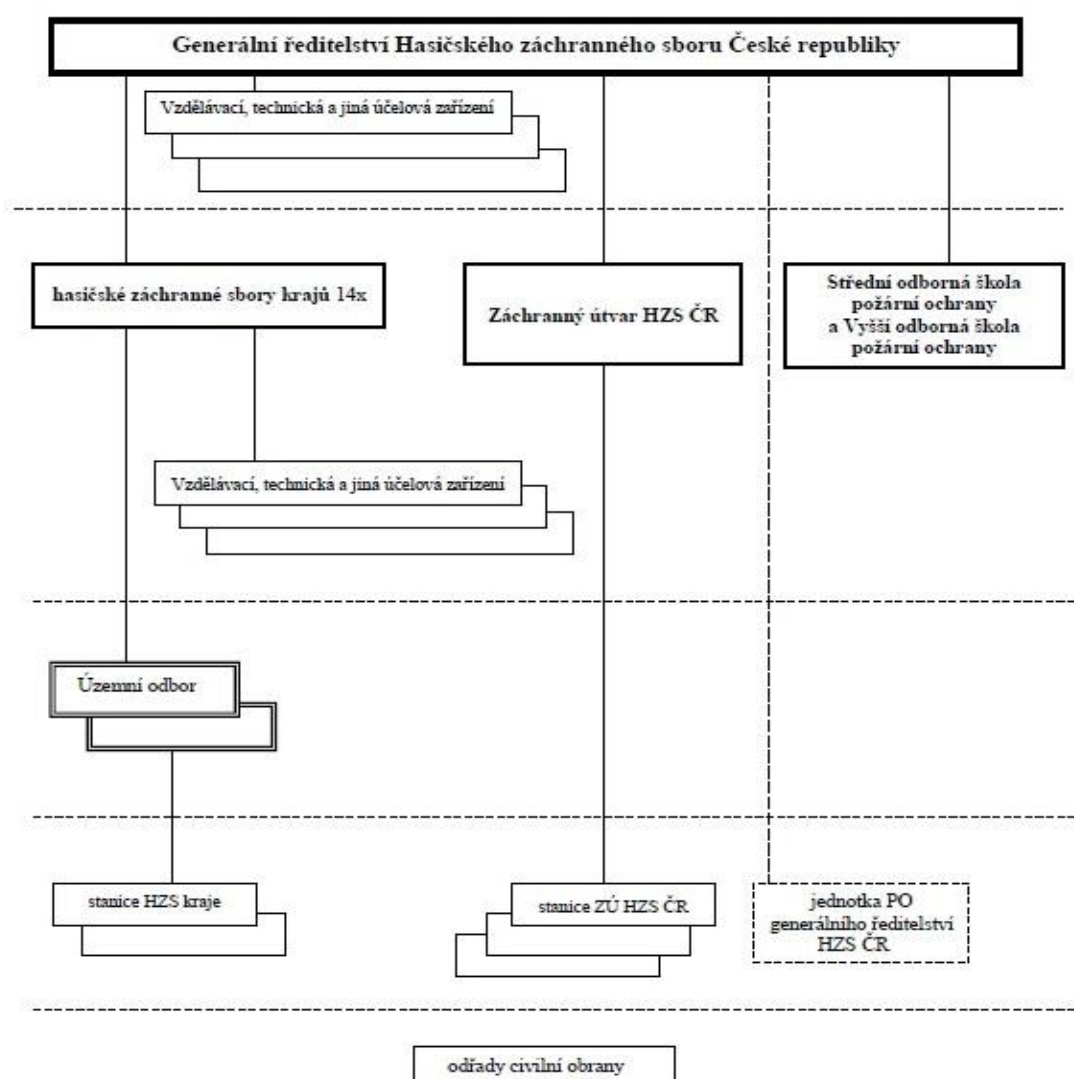 Generální ředitelství Hasičského záchranného sboru České republiky
Vzdělávací, technická a jiná účelová zařízení
hasičské záchranné sbory krajů 14x
Záchranný útvar HZS ČR
Střední odborná škola
požární ochrany
a Vyšší odborná škola
požární ochrany
Vzdělávací, technická a jiná účelová zařízení
Územní odbor
stanice HZS kraje
stanice ZÚ HZS ČR
jednotka PO
generálního ředitelství
HZS ČR
odřady civilní obrany